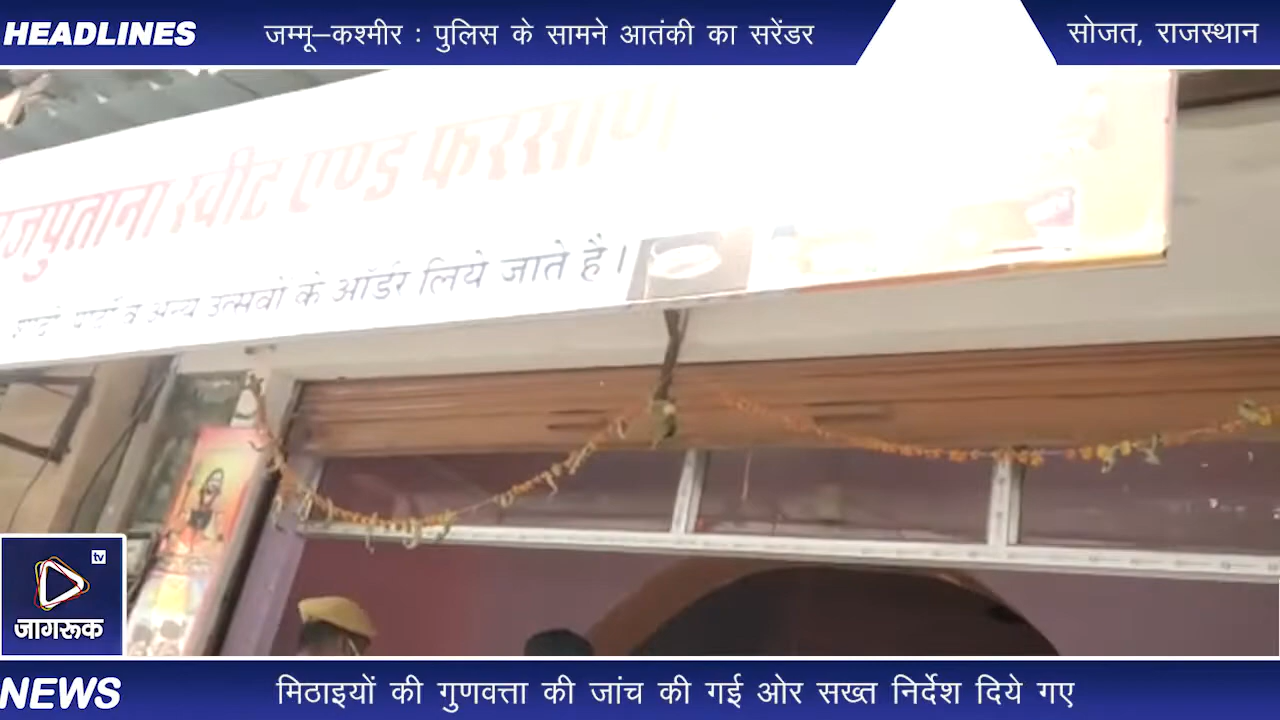 HEADLINES
जम्मू–कश्मीर : पुलिस के सामने आतंकी का सरेंडर
सोजत, राजस्थान
राजपुताना स्वीट एण्ड फरसाण
व अन्य उत्सवों के ऑर्डर लिये जाते है।
tv
जागरूक
NEWS
मिठाइयों की गुणवत्ता की जांच की गई ओर सख्त निर्देश दिये गए